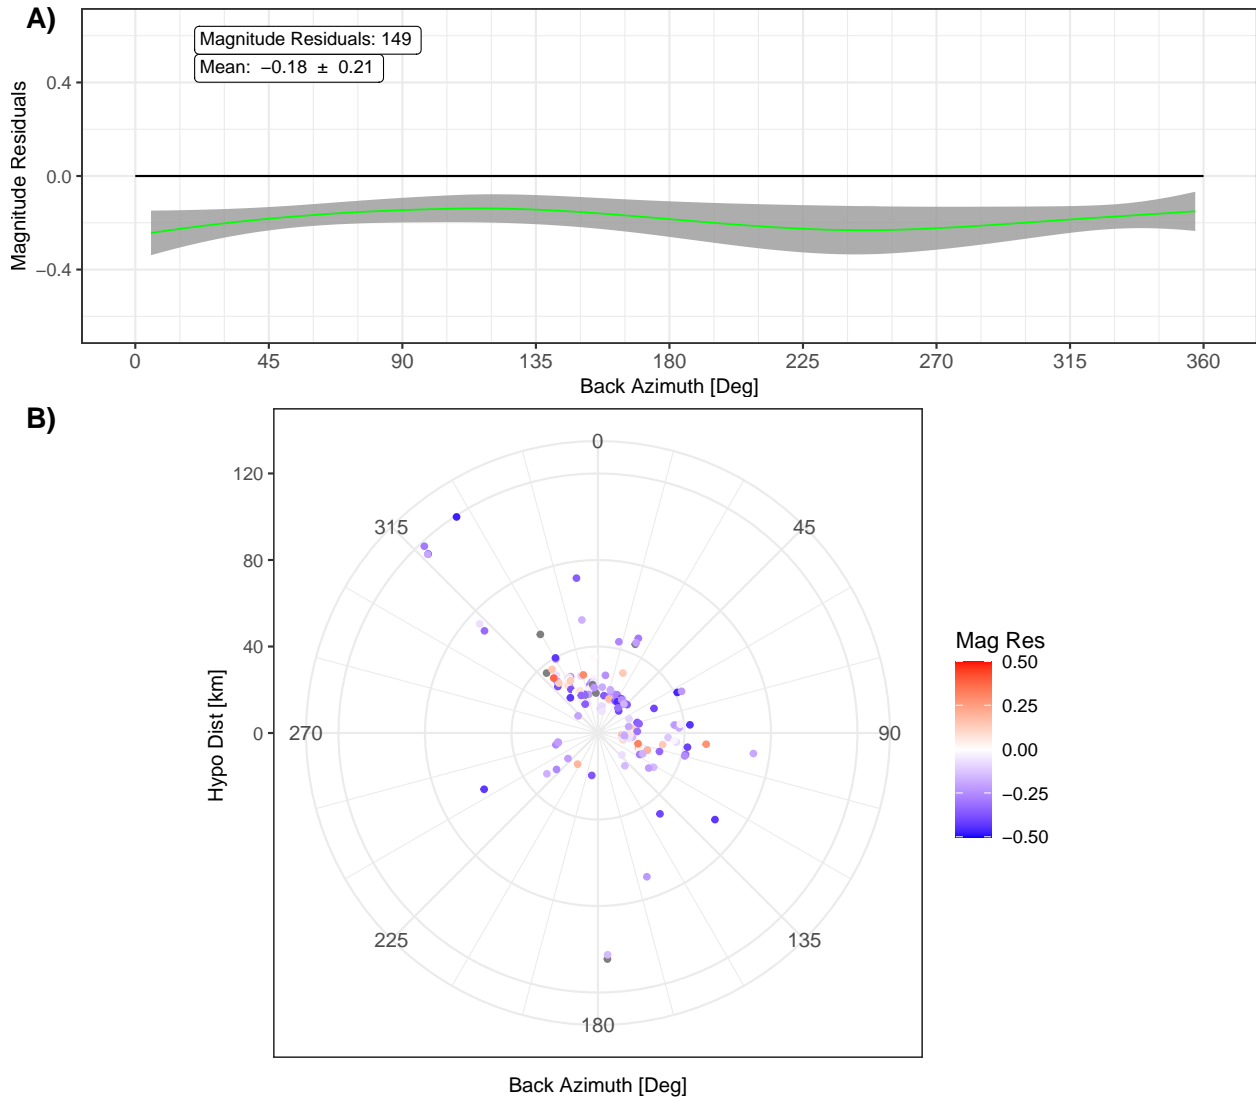 A)
Magnitude Residuals: 149
Mean: −0.18 ± 0.21
Magnitude Residuals
0.4
0.0
−0.4
0 45 90 135 180 225 270 315 360
Back Azimuth [Deg]
B)
Hypo Dist [km]
120
80
40
0
0
45
90
135
180
225
270
315
Back Azimuth [Deg]
Mag Res
0.50
0.25
0.00
−0.25
−0.50